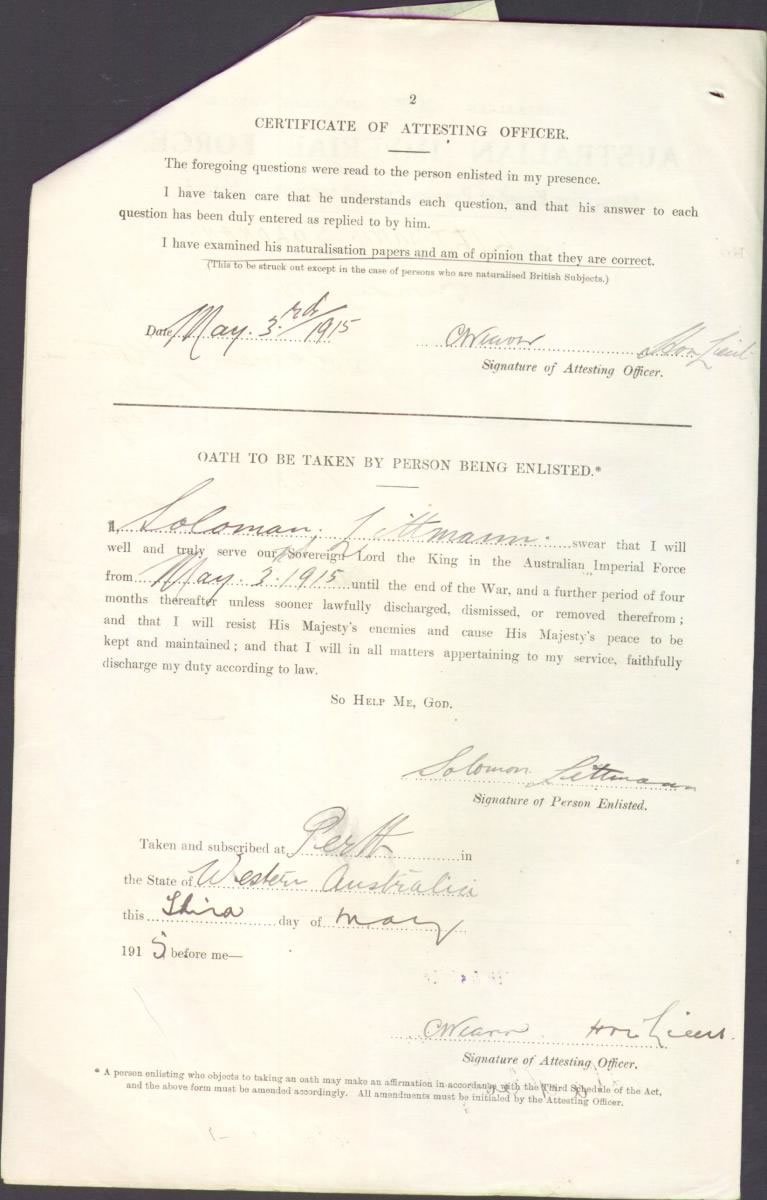 2
CERTIFICATE OF ATTESTING OFFICER.
The foregoing questions were read to the person enlisted in my presence.
I have taken care that he understands each question, and that his answer to each
question has been duly entered as replied to by him.
I have examined his naturalisation papers and am of opinion that they are correct.
(This to be struck out except in the case of persons who are naturalised British Subjects.)
Date May. 3rd/1915 Hon Lieut
Signature of Attesting Officer.
OATH TO BE TAKEN BY PERSON BEING ENLISTED.*
I, Soloman Littmann swear that I will
well and truly serve our Sovereign Lord the King in the Australian Imperial Force
from May. 3. 1915 until the end of the War, and a further period of four
months thereafter unless sooner lawfully discharged, dismissed, or removed therefrom;
and that I will resist His Majesty's enemies and cause His Majesty's peace to be
kept and maintained; and that I will in all matters appertaining to my service, faithfully
discharge my duty according to law.
SO HELP ME, GOD.
Solomon Littmann
Signature of Person Enlisted.
Taken and subscribed at Perth in
the State of Western Australia
this Third day of May
1915 before me—
Hon Lieut.
Signature of Attesting Officer.
* A person enlisting who objects to taking an oath may make an affirmation in accordance with the Third Schedule of the Act,
and the above form must be amended accordingly. All amendments must be initialed by the Attesting Officer.